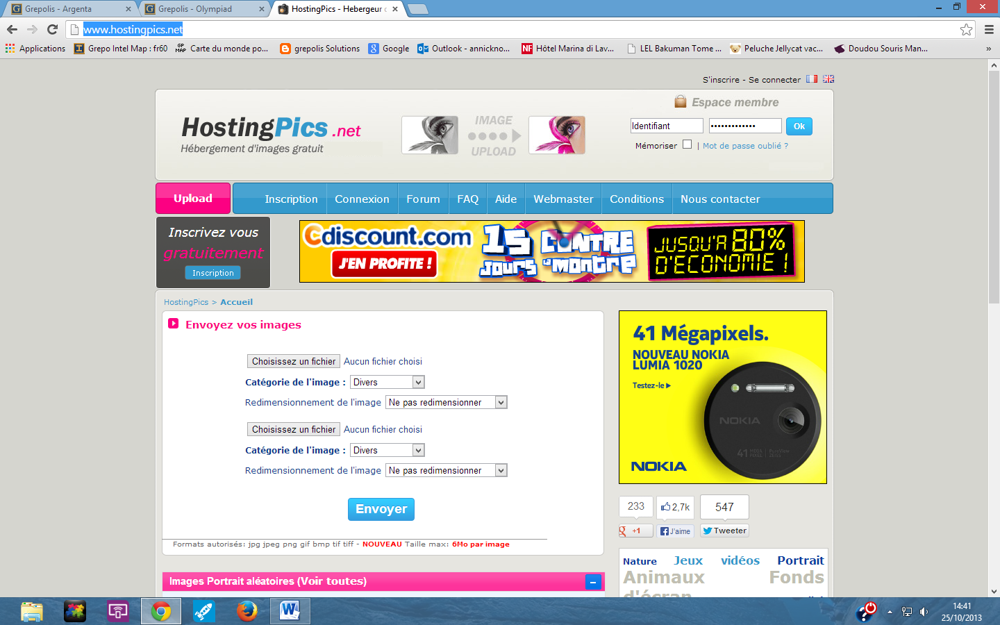 Grepolis - Argenta
Grepolis - Olympiad
HostingPics - Hebergeur
www.hostingpics.net
Applications
Grepo Intel Map : fr60
GP MAP
Carte du monde po...
grepolis Solutions
Google
Outlook - annickno...
NF
Hôtel Marina di Lav...
LEL Bakuman Tome ...
Peluche Jellycat vac...
Doudou Souris Man...
»
S'inscrire - Se connecter
HostingPics .net
Hébergement d'images gratuit
IMAGE
UPLOAD
Espace membre
Identifiant
•••••••••••••
Ok
Mémoriser | Mot de passe oublié ?
Upload
Inscription
Connexion
Forum
FAQ
Aide
Webmaster
Conditions
Nous contacter
Inscrivez vous
gratuitement
Inscription
Cdiscount.com
J'EN PROFITE !
15 JOURS CONTRE la MONTRE
JUSQU'A 80%
D'ECONOMIE !
HostingPics > Accueil
Envoyez vos images
Choisissez un fichier Aucun fichier choisi
Catégorie de l'image : Divers
Redimensionnement de l'image Ne pas redimensionner
Choisissez un fichier Aucun fichier choisi
Catégorie de l'image : Divers
Redimensionnement de l'image Ne pas redimensionner
Envoyer
Formats autorisés: jpg jpeg png gif bmp tif tiff - NOUVEAU Taille max: 6Mo par image
Images Portrait aléatoires (Voir toutes)
41 Mégapixels.
NOUVEAU NOKIA
LUMIA 1020
Testez-le
NOKIA
NOKIA
233
2,7k
547
+1
J'aime
Tweeter
Nature Jeux vidéos Portrait
Animaux Fonds
d'écran
14:41
25/10/2013